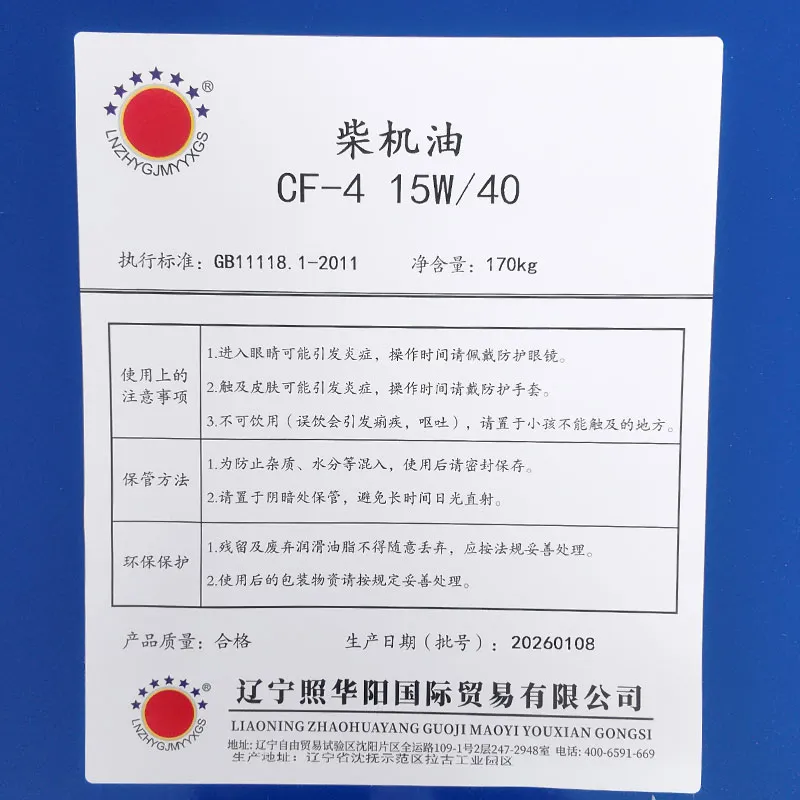 ®
LNZHYGJMYYXGS
柴机油
CF-4 15W/40
执行标准：GB11118.1-2011 净含量：170kg
使用上的
注意事项
1.进入眼睛可能引发炎症，操作时间请佩戴防护眼镜。
2.触及皮肤可能引发炎症，操作时间请戴防护手套。
3.不可饮用（误饮会引发痢疾，呕吐），请置于小孩不能触及的地方。
保管方法
1.为防止杂质、水分等混入，使用后请密封保存。
2.请置于阴暗处保管，避免长时间日光直射。
环保保护
1.残留及废弃润滑油脂不得随意丢弃，应按法规妥善处理。
2.使用后的包装物资请按规定妥善处理。
产品质量：合格 生产日期（批号）：20260108
®
LNZHYGJMYYXGS
辽宁照华阳国际贸易有限公司
LIAONING ZHAOHUAYANG GUOJI MAOYI YOUXIAN GONGSI
地址: 辽宁自由贸易试验区沈阳片区全运路109-1号2层247-2948室 电话: 400-6591-669
生产地址: 辽宁省沈抚示范区拉古工业园区